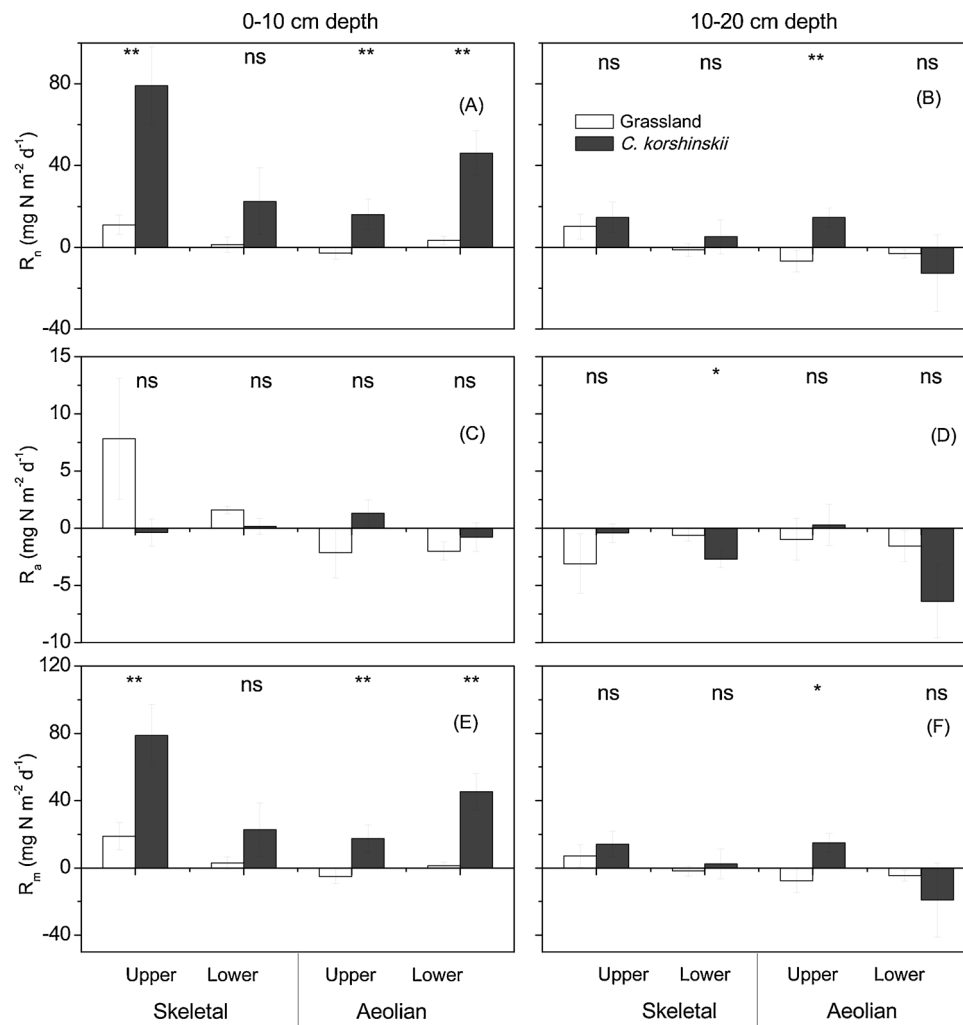 0-10 cm depth 10-20 cm depth
** ns ** ** ns ns ** ns
80
(A) (B)
Grassland
C. korshinskii
40
0
-40
Rn (mg N m-2 d-1)
15
ns ns ns ns ns * ns ns
10
(C) (D)
5
0
-5
-10
Ra (mg N m-2 d-1)
120
** ns ** ** ns ns * ns
80
(E) (F)
40
0
-40
Rm (mg N m-2 d-1)
Upper Lower Upper Lower Upper Lower Upper Lower
Skeletal Aeolian Skeletal Aeolian